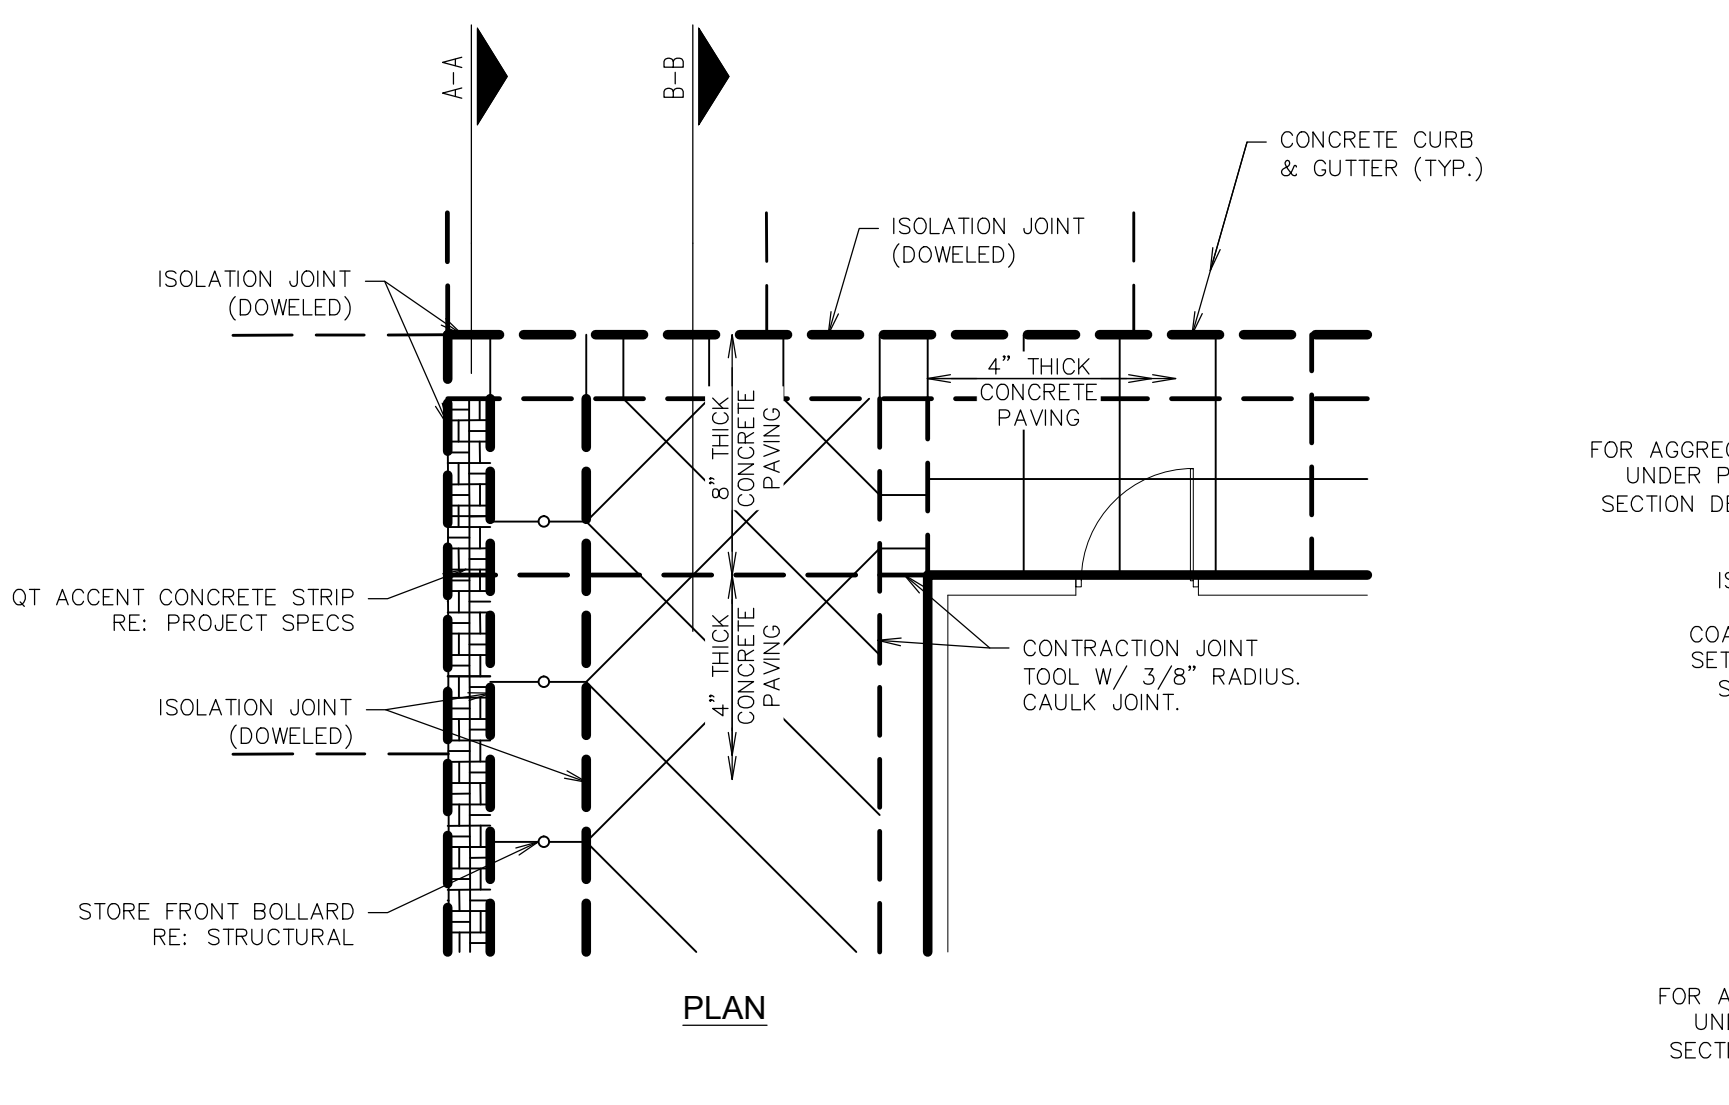 A-A
B-B
CONCRETE CURB
& GUTTER (TYP.)
ISOLATION JOINT
(DOWELED)
ISOLATION JOINT
(DOWELED)
4" THICK
CONCRETE
PAVING
8" THICK
CONCRETE
PAVING
FOR AGGREG
UNDER P
SECTION DE
QT ACCENT CONCRETE STRIP
RE: PROJECT SPECS
4" THICK
CONCRETE
PAVING
CONTRACTION JOINT
TOOL W/ 3/8" RADIUS.
CAULK JOINT.
IS
COA
SET
S
ISOLATION JOINT
(DOWELED)
STORE FRONT BOLLARD
RE: STRUCTURAL
PLAN
FOR A
UN
SECTI